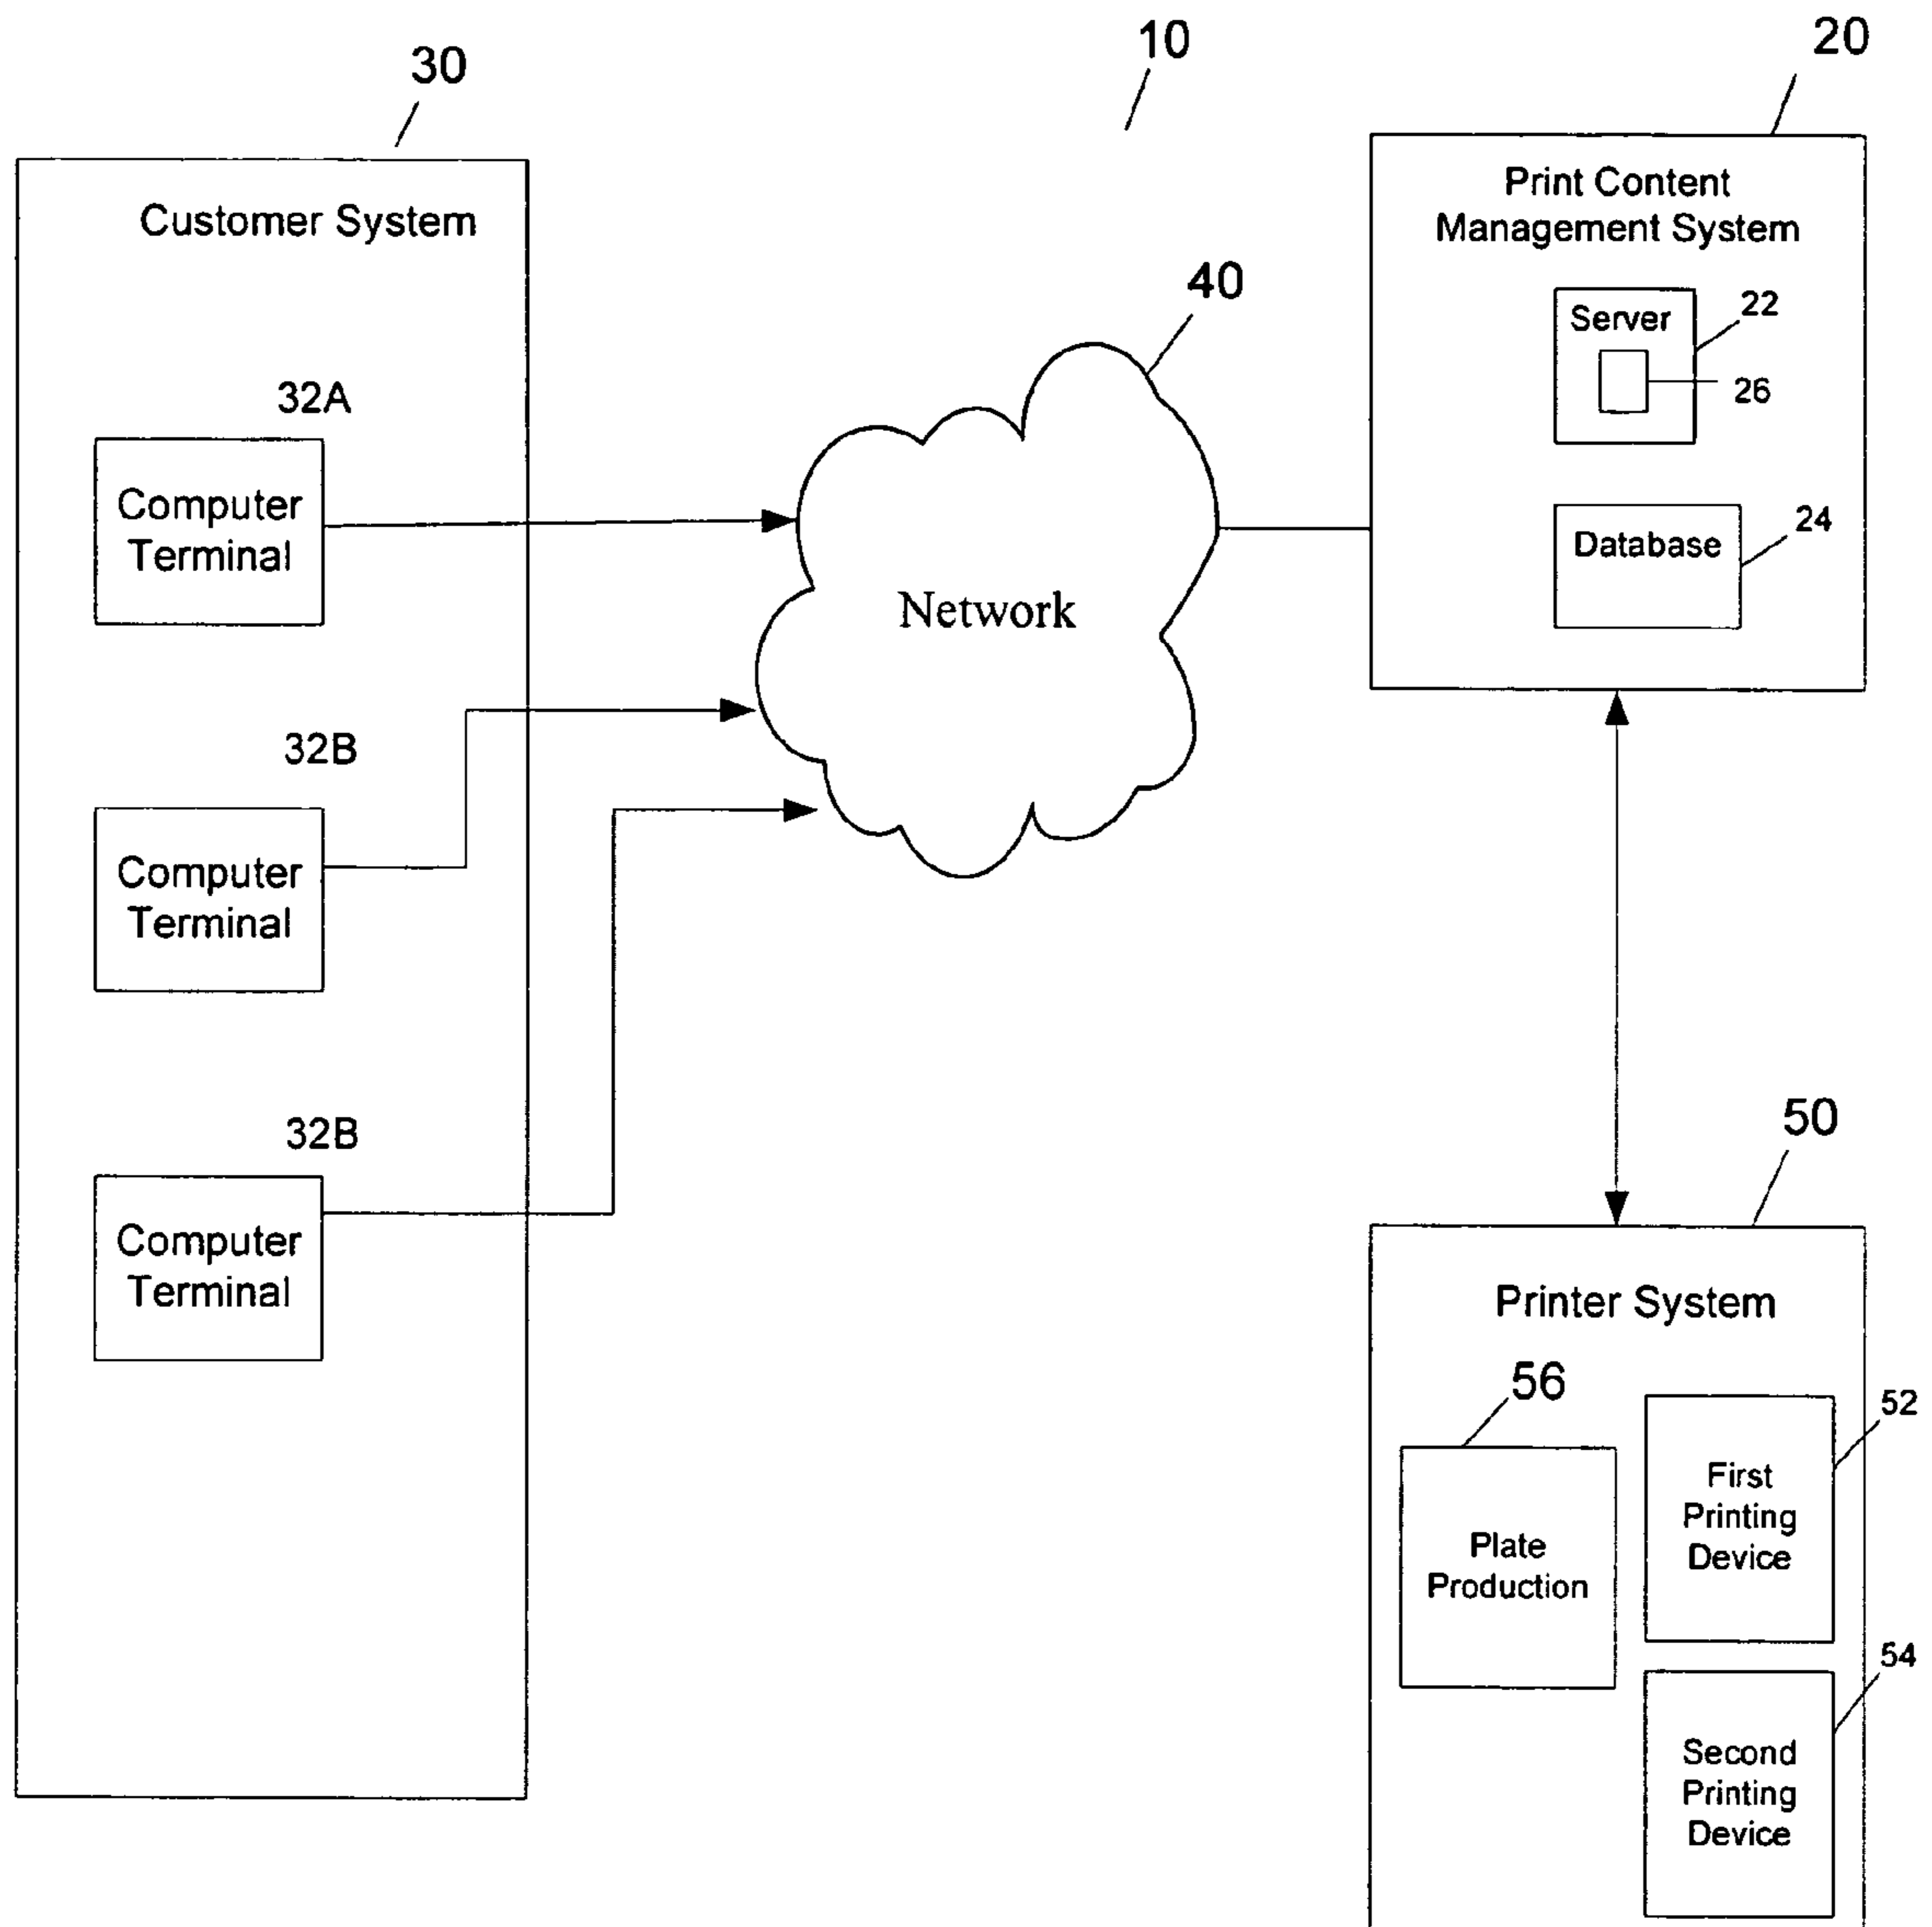 10
20
30
Customer System
Print Content
Management System
40
Server
22
26
32A
Computer
Terminal
Database
24
Network
32B
Computer
Terminal
32B
50
Computer
Terminal
Printer System
56
52
First
Printing
Device
Plate
Production
54
Second
Printing
Device